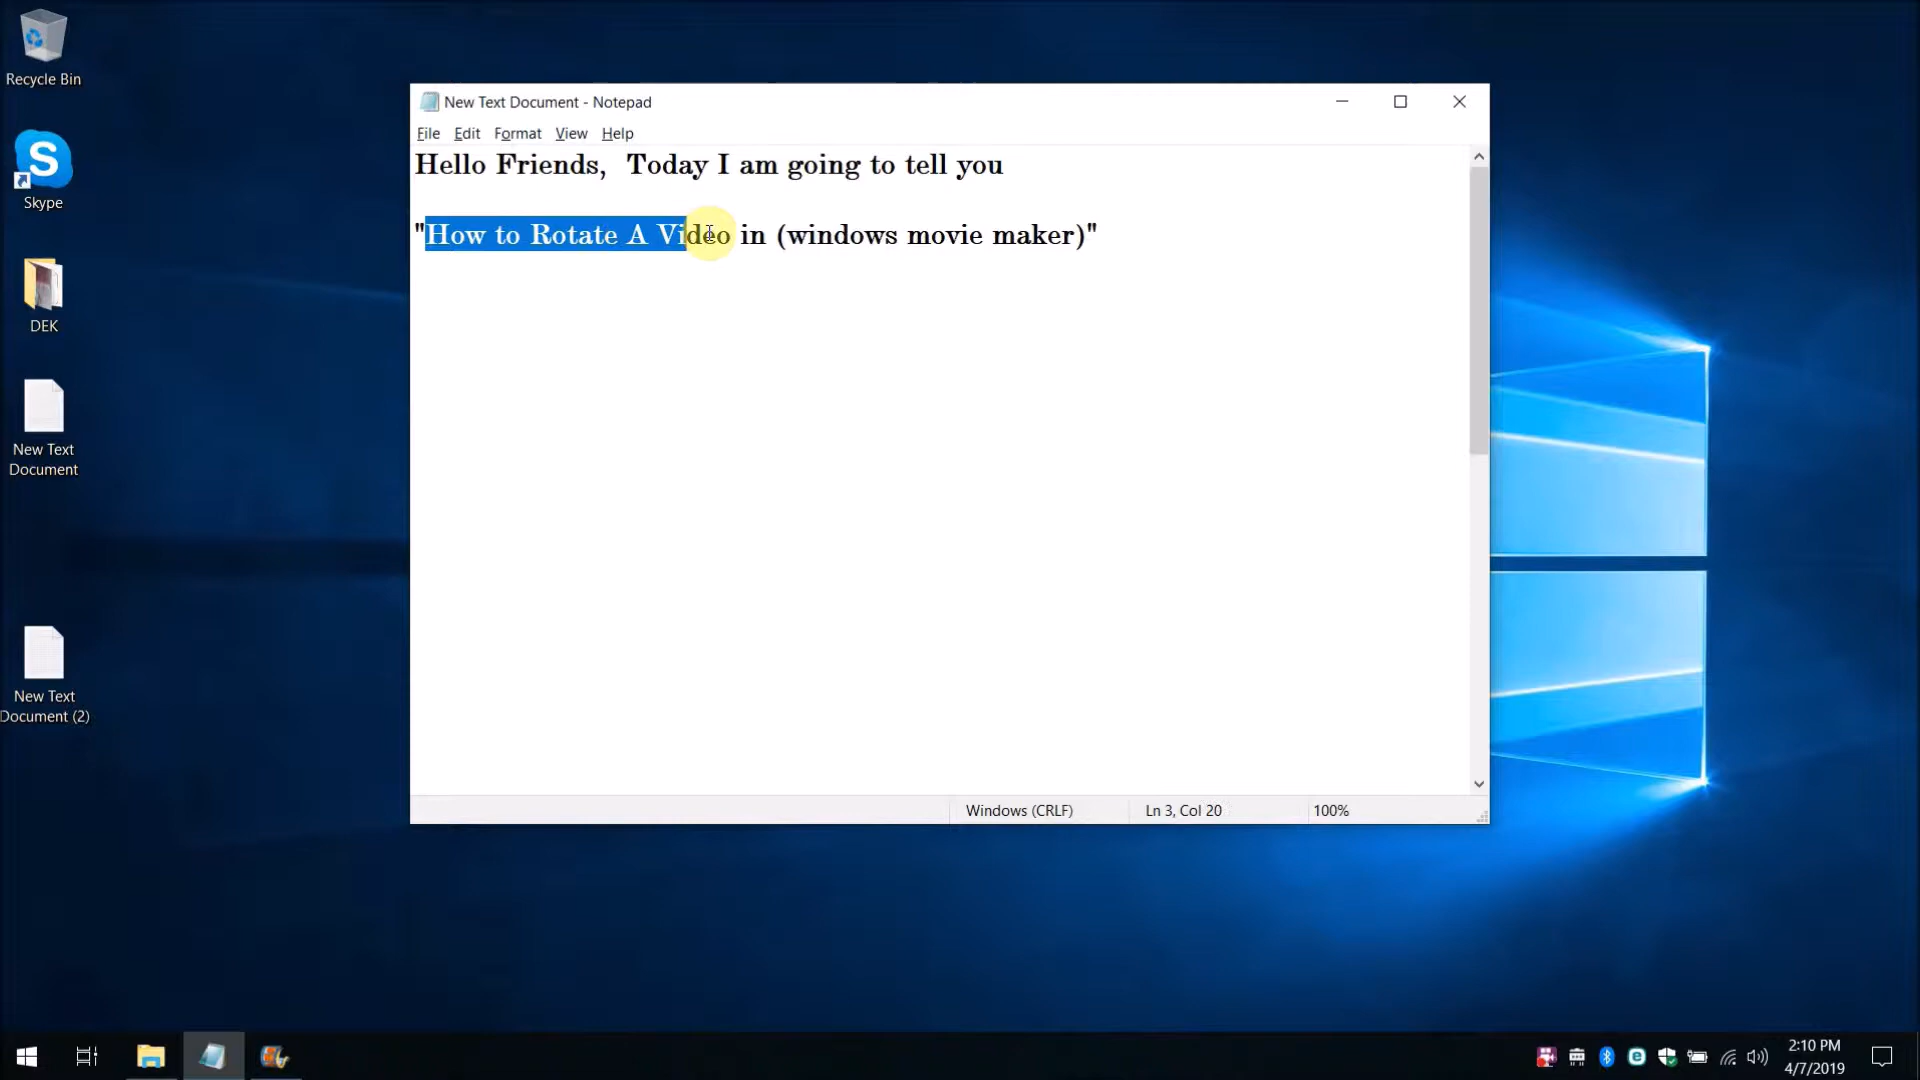 Recycle Bin
Skype
DEK
New Text
Document
New Text
Document (2)
New Text Document - Notepad
File Edit Format View Help
Hello Friends,  Today I am going to tell you
"How to Rotate A Video in (windows movie maker)"
Windows (CRLF)
Ln 3, Col 20
100%
2:10 PM
4/7/2019